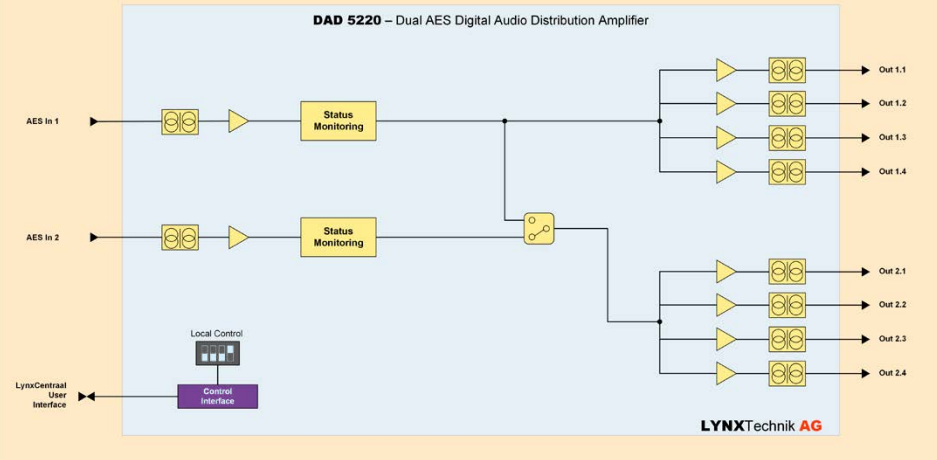 DAD 5220 – Dual AES Digital Audio Distribution Amplifier
Out 1.1
Out 1.2
AES In 1
Status
Monitoring
Out 1.3
Out 1.4
AES In 2
Status
Monitoring
Out 2.1
Out 2.2
Local Control
Out 2.3
Out 2.4
LynxCentraal
User
Interface
Control
Interface
LYNXTechnik AG